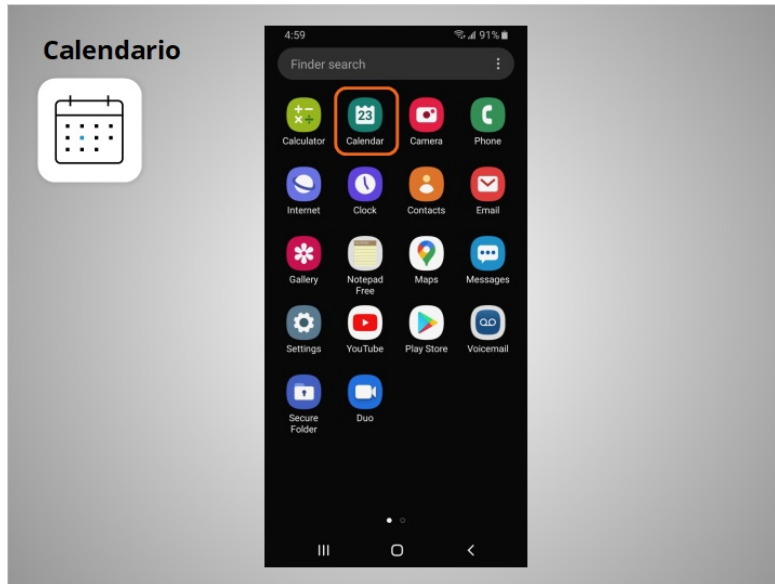 Calendario
4:59 91%
Finder search
Calculator Calendar Camera Phone
23
Internet Clock Contacts Email
Gallery Notepad Free Maps Messages
Settings YouTube Play Store Voicemail
Secure Folder Duo